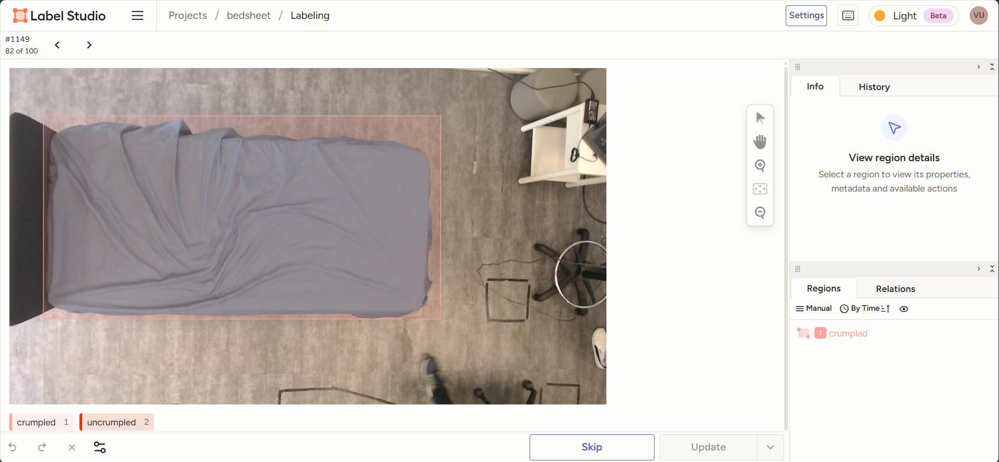 Label Studio
Projects / bedsheet / Labeling
Settings
Light Beta
VU
#1149
82 of 100
Info
History
View region details
Select a region to view its properties,
metadata and available actions
Regions
Relations
Manual
By Time
1 crumpled
crumpled 1
uncrumpled 2
Skip
Update